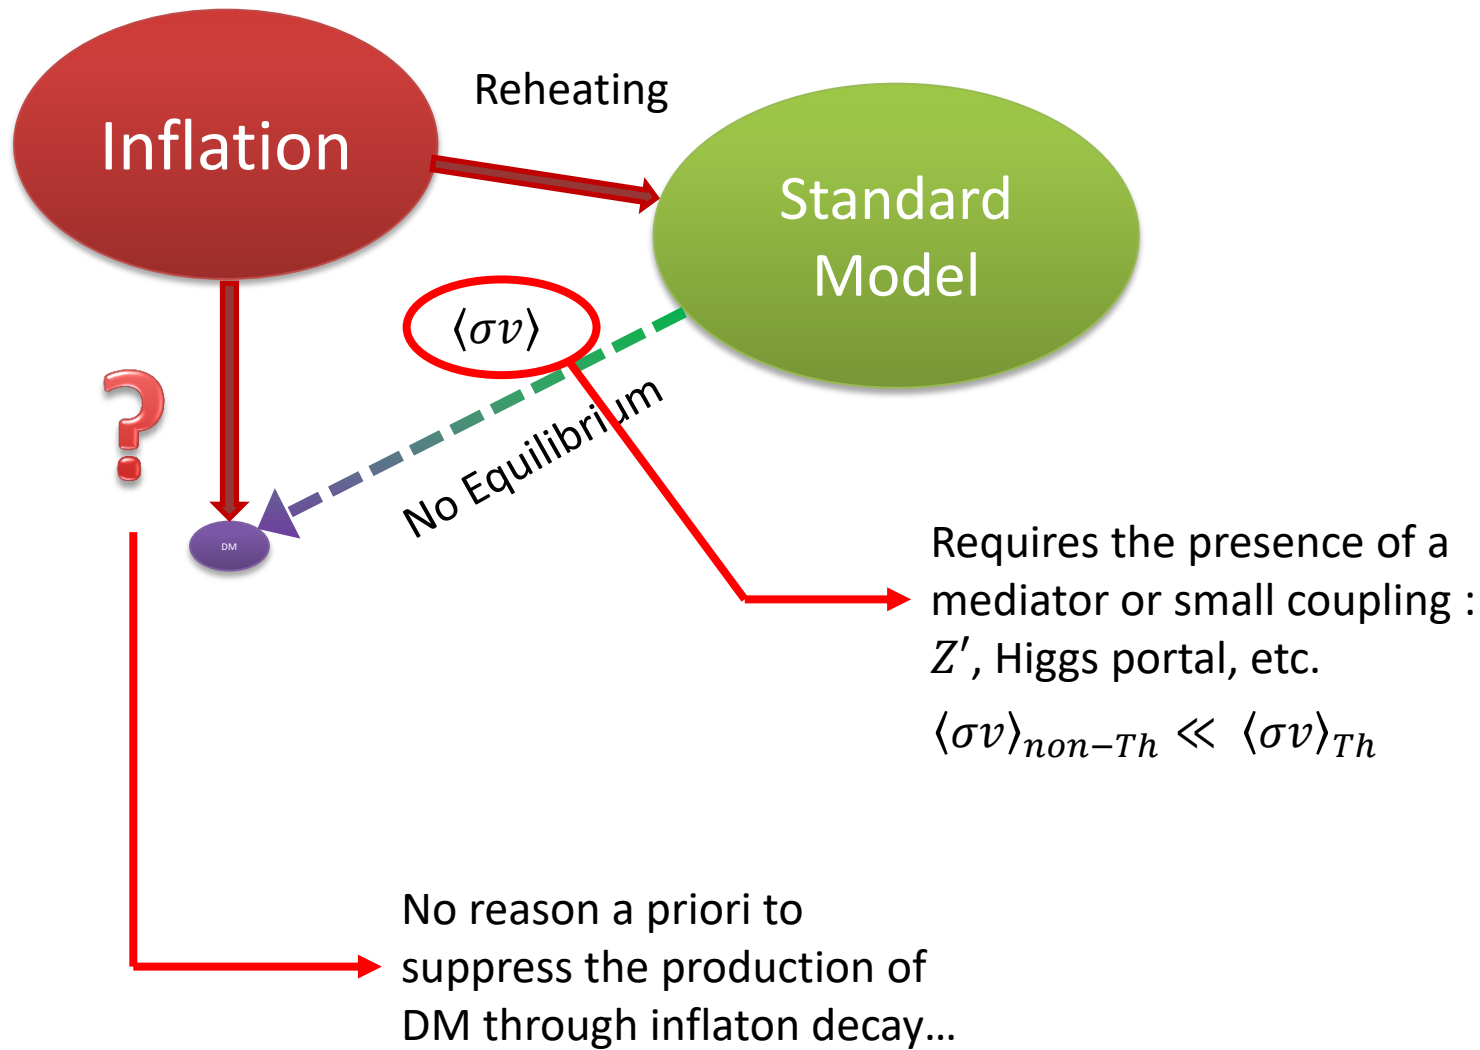 Inflation
Reheating
Standard
Model
⟨σv⟩
No Equilibrium
?
DM
Requires the presence of a
mediator or small coupling :
Z′, Higgs portal, etc.
⟨σv⟩non−Th ≪ ⟨σv⟩Th
No reason a priori to
suppress the production of
DM through inflaton decay…